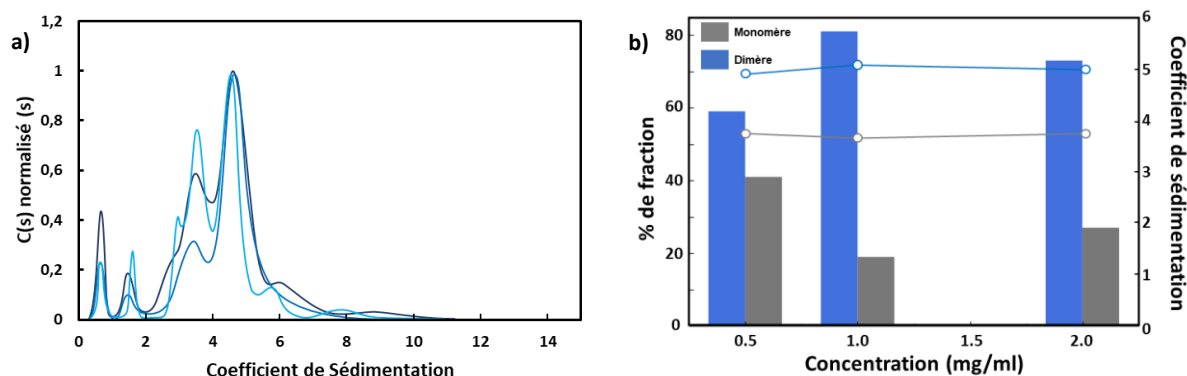 a)
C(s) normalisé (s)
1,2
1
0,8
0,6
0,4
0,2
0
0 2 4 6 8 10 12 14
Coefficient de Sédimentation
b)
Monomère
Dimère
% de fraction
80
60
40
20
0
0.5 1.0 1.5 2.0
Concentration (mg/ml)
6
5
4
3
2
1
0
Coefficient de sédimentation